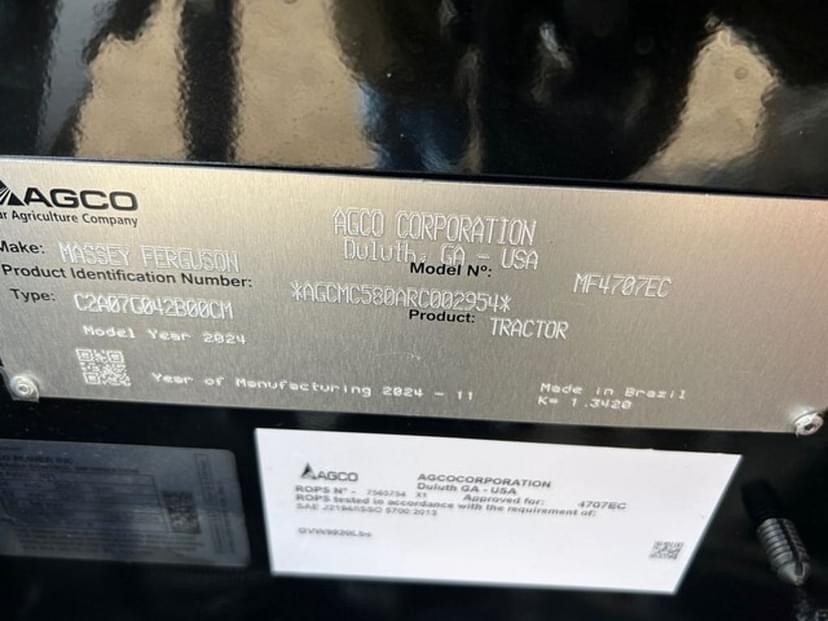 AGCO
Agriculture Company
AGCO CORPORATION
Duluth, GA - USA
Make: MASSEY FERGUSON
Model Nº: MF4707EC
Product Identification Number: *AGCMC580ARC002954*
Type: C2A07G042B00CM
Product: TRACTOR
Model Year 2024
Year of Manufacturing 2024 - 11
Made in Brazil
K= 1.3420
AGCO
AGCOCORPORATION
Duluth GA - USA
ROPS Nº - X1 Approved for: 4707EC
ROPS tested in accordance with the requirement of:
5700:2013